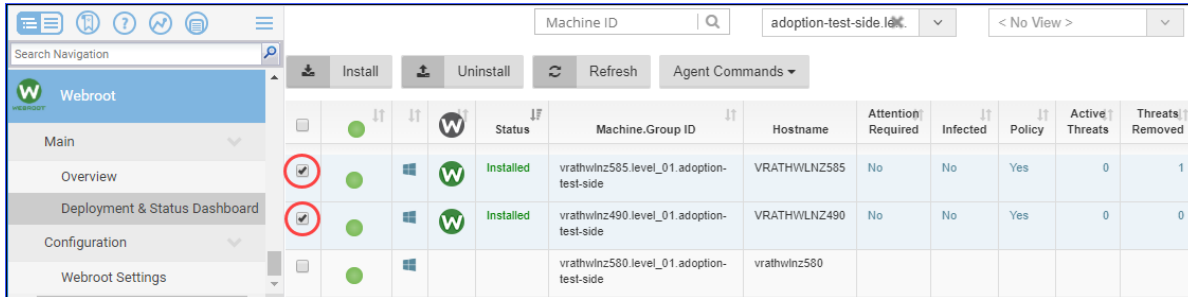 Machine ID
adoption-test-side.le
< No View >
Search Navigation
Install
Uninstall
Refresh
Agent Commands
WEBROOT
Webroot
Main
Overview
Deployment & Status Dashboard
Configuration
Webroot Settings
W Status Machine.Group ID Hostname Attention Required Infected Policy Active Threats Threats Removed
W Installed vrathwlnz585.level_01.adoption-
test-side
VRATHWLNZ585 No No Yes 0 1
W Installed vrathwlnz490.level_01.adoption-
test-side
VRATHWLNZ490 No No Yes 0 0
vrathwlnz580.level_01.adoption-
test-side
vrathwlnz580